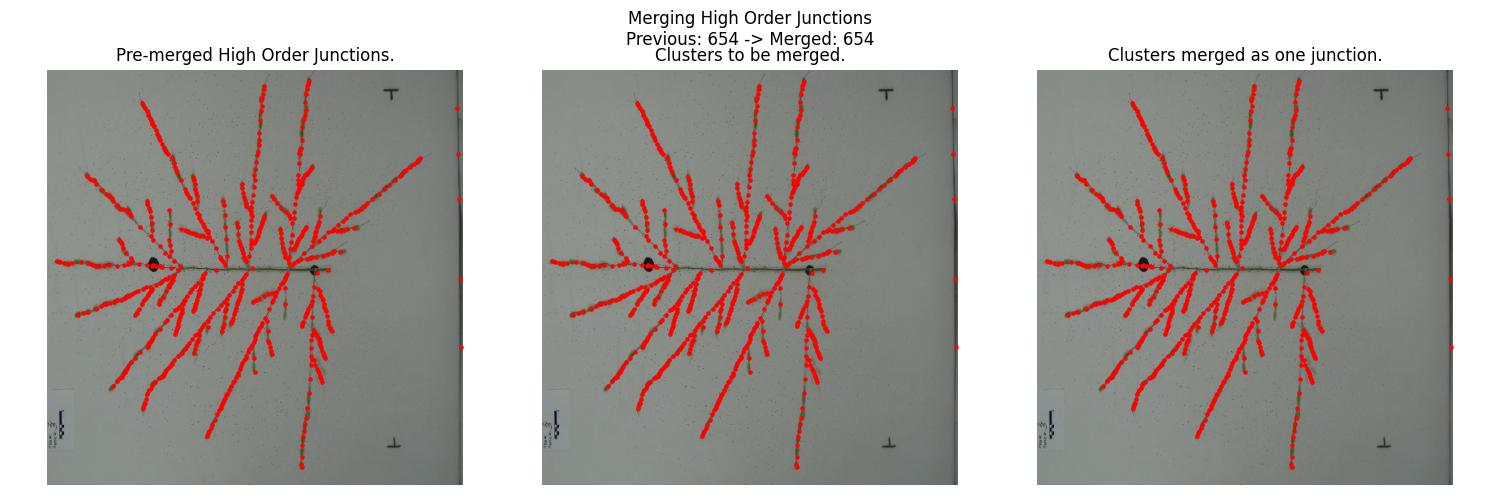 Merging High Order Junctions
Previous: 654 -> Merged: 654
Pre-merged High Order Junctions.
Clusters to be merged.
Clusters merged as one junction.